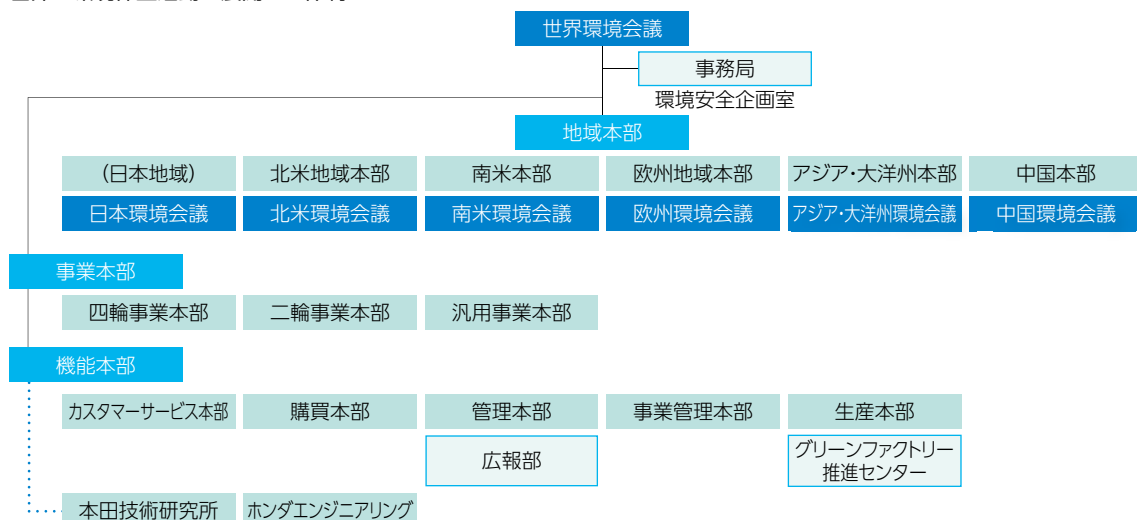 世界環境会議
事務局
環境安全企画室
地域本部
(日本地域) 北米地域本部 南米本部 欧州地域本部 アジア・大洋州本部 中国本部
日本環境会議 北米環境会議 南米環境会議 欧州環境会議 アジア・大洋州環境会議 中国環境会議
事業本部
四輪事業本部 二輪事業本部 汎用事業本部
機能本部
カスタマーサービス本部 購買本部 管理本部 事業管理本部 生産本部
広報部
グリーンファクトリー
推進センター
本田技術研究所 ホンダエンジニアリング